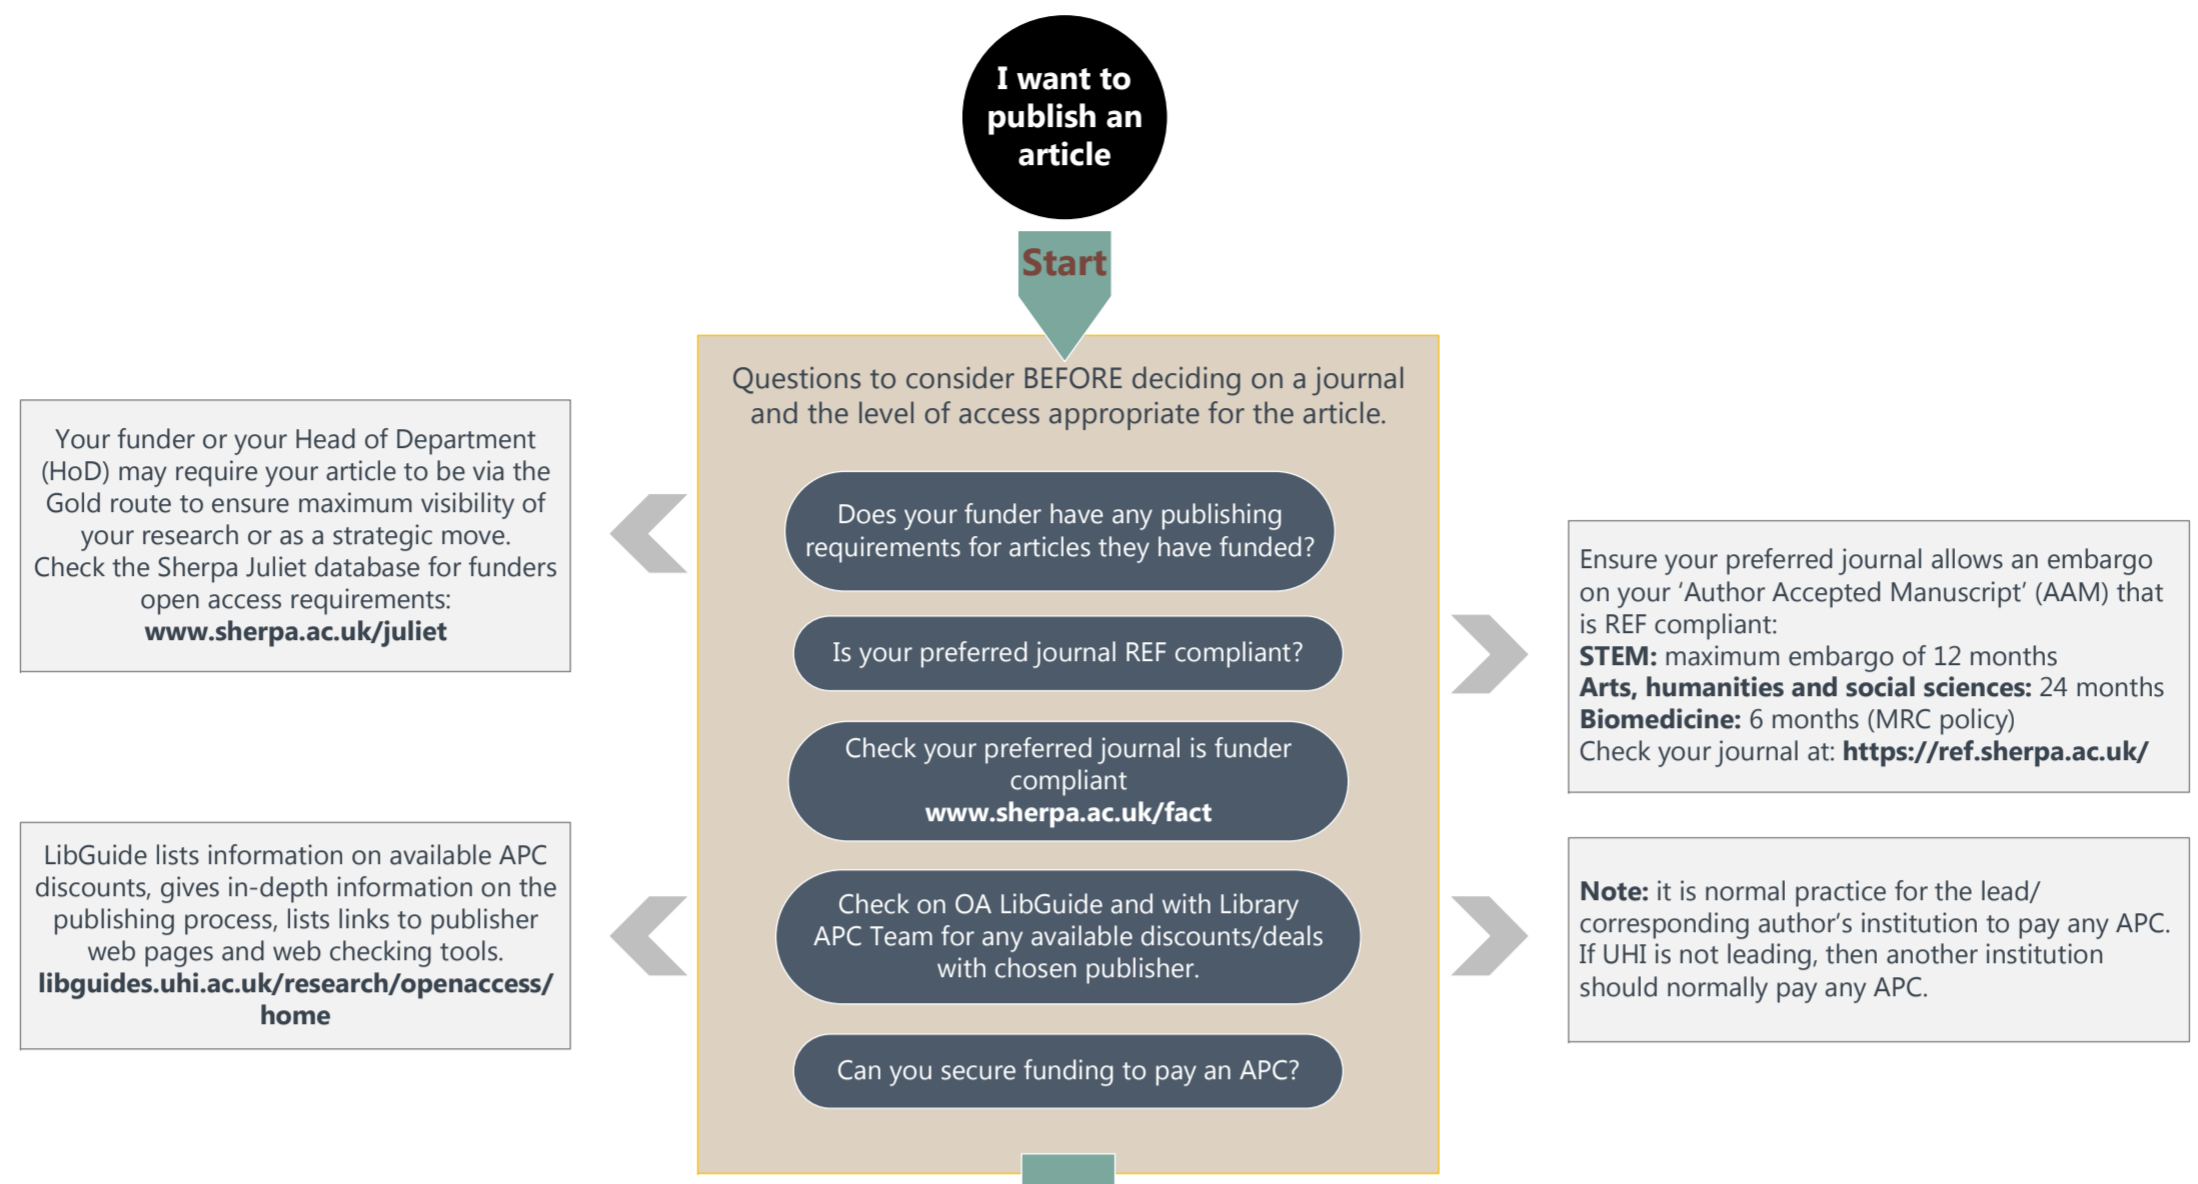 I want to
publish an
article
Start
Questions to consider BEFORE deciding on a journal
and the level of access appropriate for the article.
Your funder or your Head of Department
(HoD) may require your article to be via the
Gold route to ensure maximum visibility of
your research or as a strategic move.
Check the Sherpa Juliet database for funders
open access requirements:
www.sherpa.ac.uk/juliet
Does your funder have any publishing
requirements for articles they have funded?
Is your preferred journal REF compliant?
Ensure your preferred journal allows an embargo
on your ‘Author Accepted Manuscript’ (AAM) that
is REF compliant:
STEM: maximum embargo of 12 months
Arts, humanities and social sciences: 24 months
Biomedicine: 6 months (MRC policy)
Check your journal at: https://ref.sherpa.ac.uk/
Check your preferred journal is funder
compliant
www.sherpa.ac.uk/fact
LibGuide lists information on available APC
discounts, gives in-depth information on the
publishing process, lists links to publisher
web pages and web checking tools.
libguides.uhi.ac.uk/research/openaccess/
home
Check on OA LibGuide and with Library
APC Team for any available discounts/deals
with chosen publisher.
Note: it is normal practice for the lead/
corresponding author’s institution to pay any APC.
If UHI is not leading, then another institution
should normally pay any APC.
Can you secure funding to pay an APC?